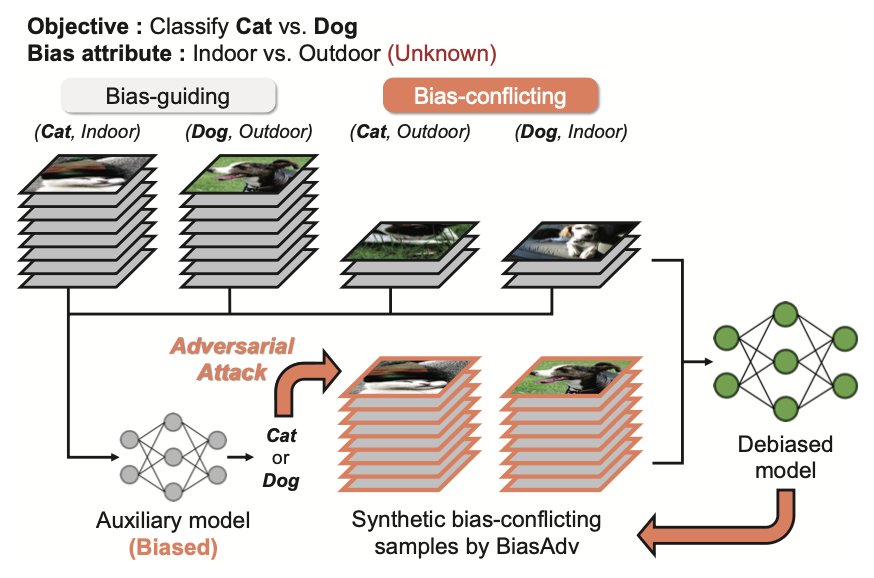 Objective : Classify Cat vs. Dog
Bias attribute : Indoor vs. Outdoor (Unknown)
Bias-guiding
Bias-conflicting
(Cat, Indoor)
(Dog, Outdoor)
(Cat, Outdoor)
(Dog, Indoor)
Adversarial
Attack
Cat
or
Dog
Auxiliary model
(Biased)
Synthetic bias-conflicting
samples by BiasAdv
Debiased
model